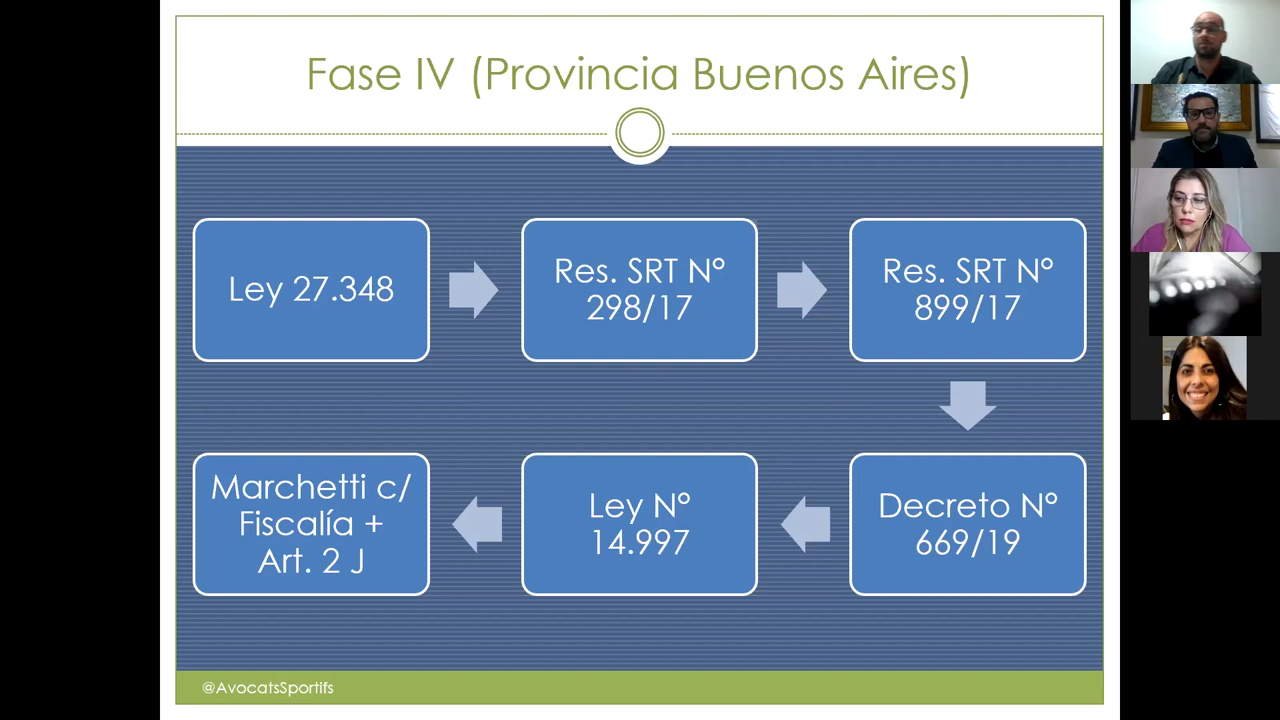 Fase IV (Provincia Buenos Aires)
Ley 27.348
Res. SRT N°
298/17
Res. SRT N°
899/17
Decreto N°
669/19
Ley N°
14.997
Marchetti c/
Fiscalía +
Art. 2 J
@AvocatsSportifs